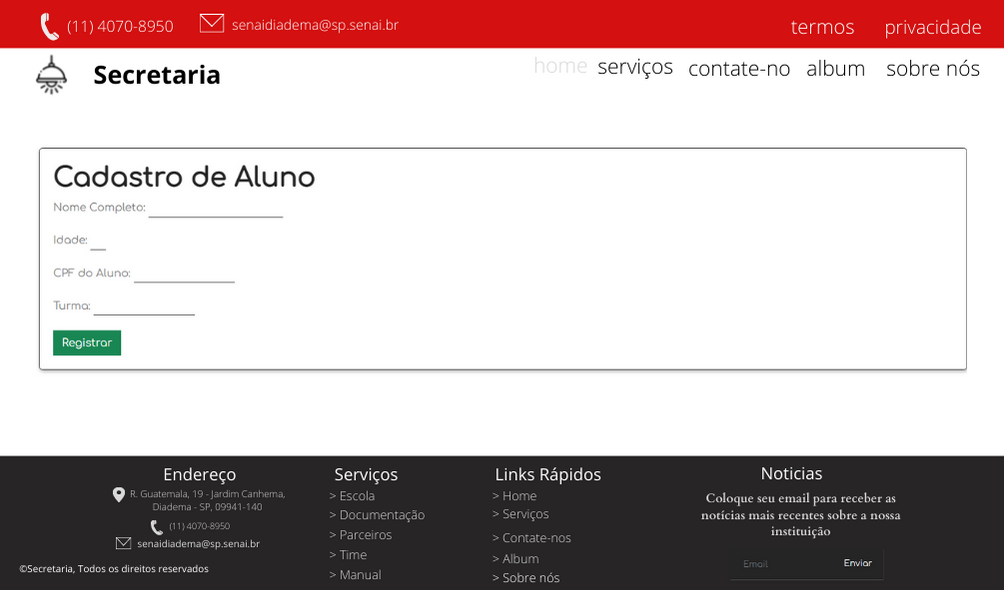 (11) 4070-8950 senaidiadema@sp.senai.br termos privacidade
Secretaria home serviços contate-no album sobre nós
Cadastro de Aluno
Nome Completo:
Idade:
CPF do Aluno:
Turma:
Registrar
Endereço
R. Guatemala, 19 - Jardim Canhema,
Diadema - SP, 09941-140
(11) 4070-8950
senaidiadema@sp.senai.br
©Secretaria, Todos os direitos reservados
Serviços
> Escola
> Documentação
> Parceiros
> Time
> Manual
Links Rápidos
> Home
> Serviços
> Contate-nos
> Album
> Sobre nós
Noticias
Coloque seu email para receber as
notícias mais recentes sobre a nossa
instituição
Email Enviar